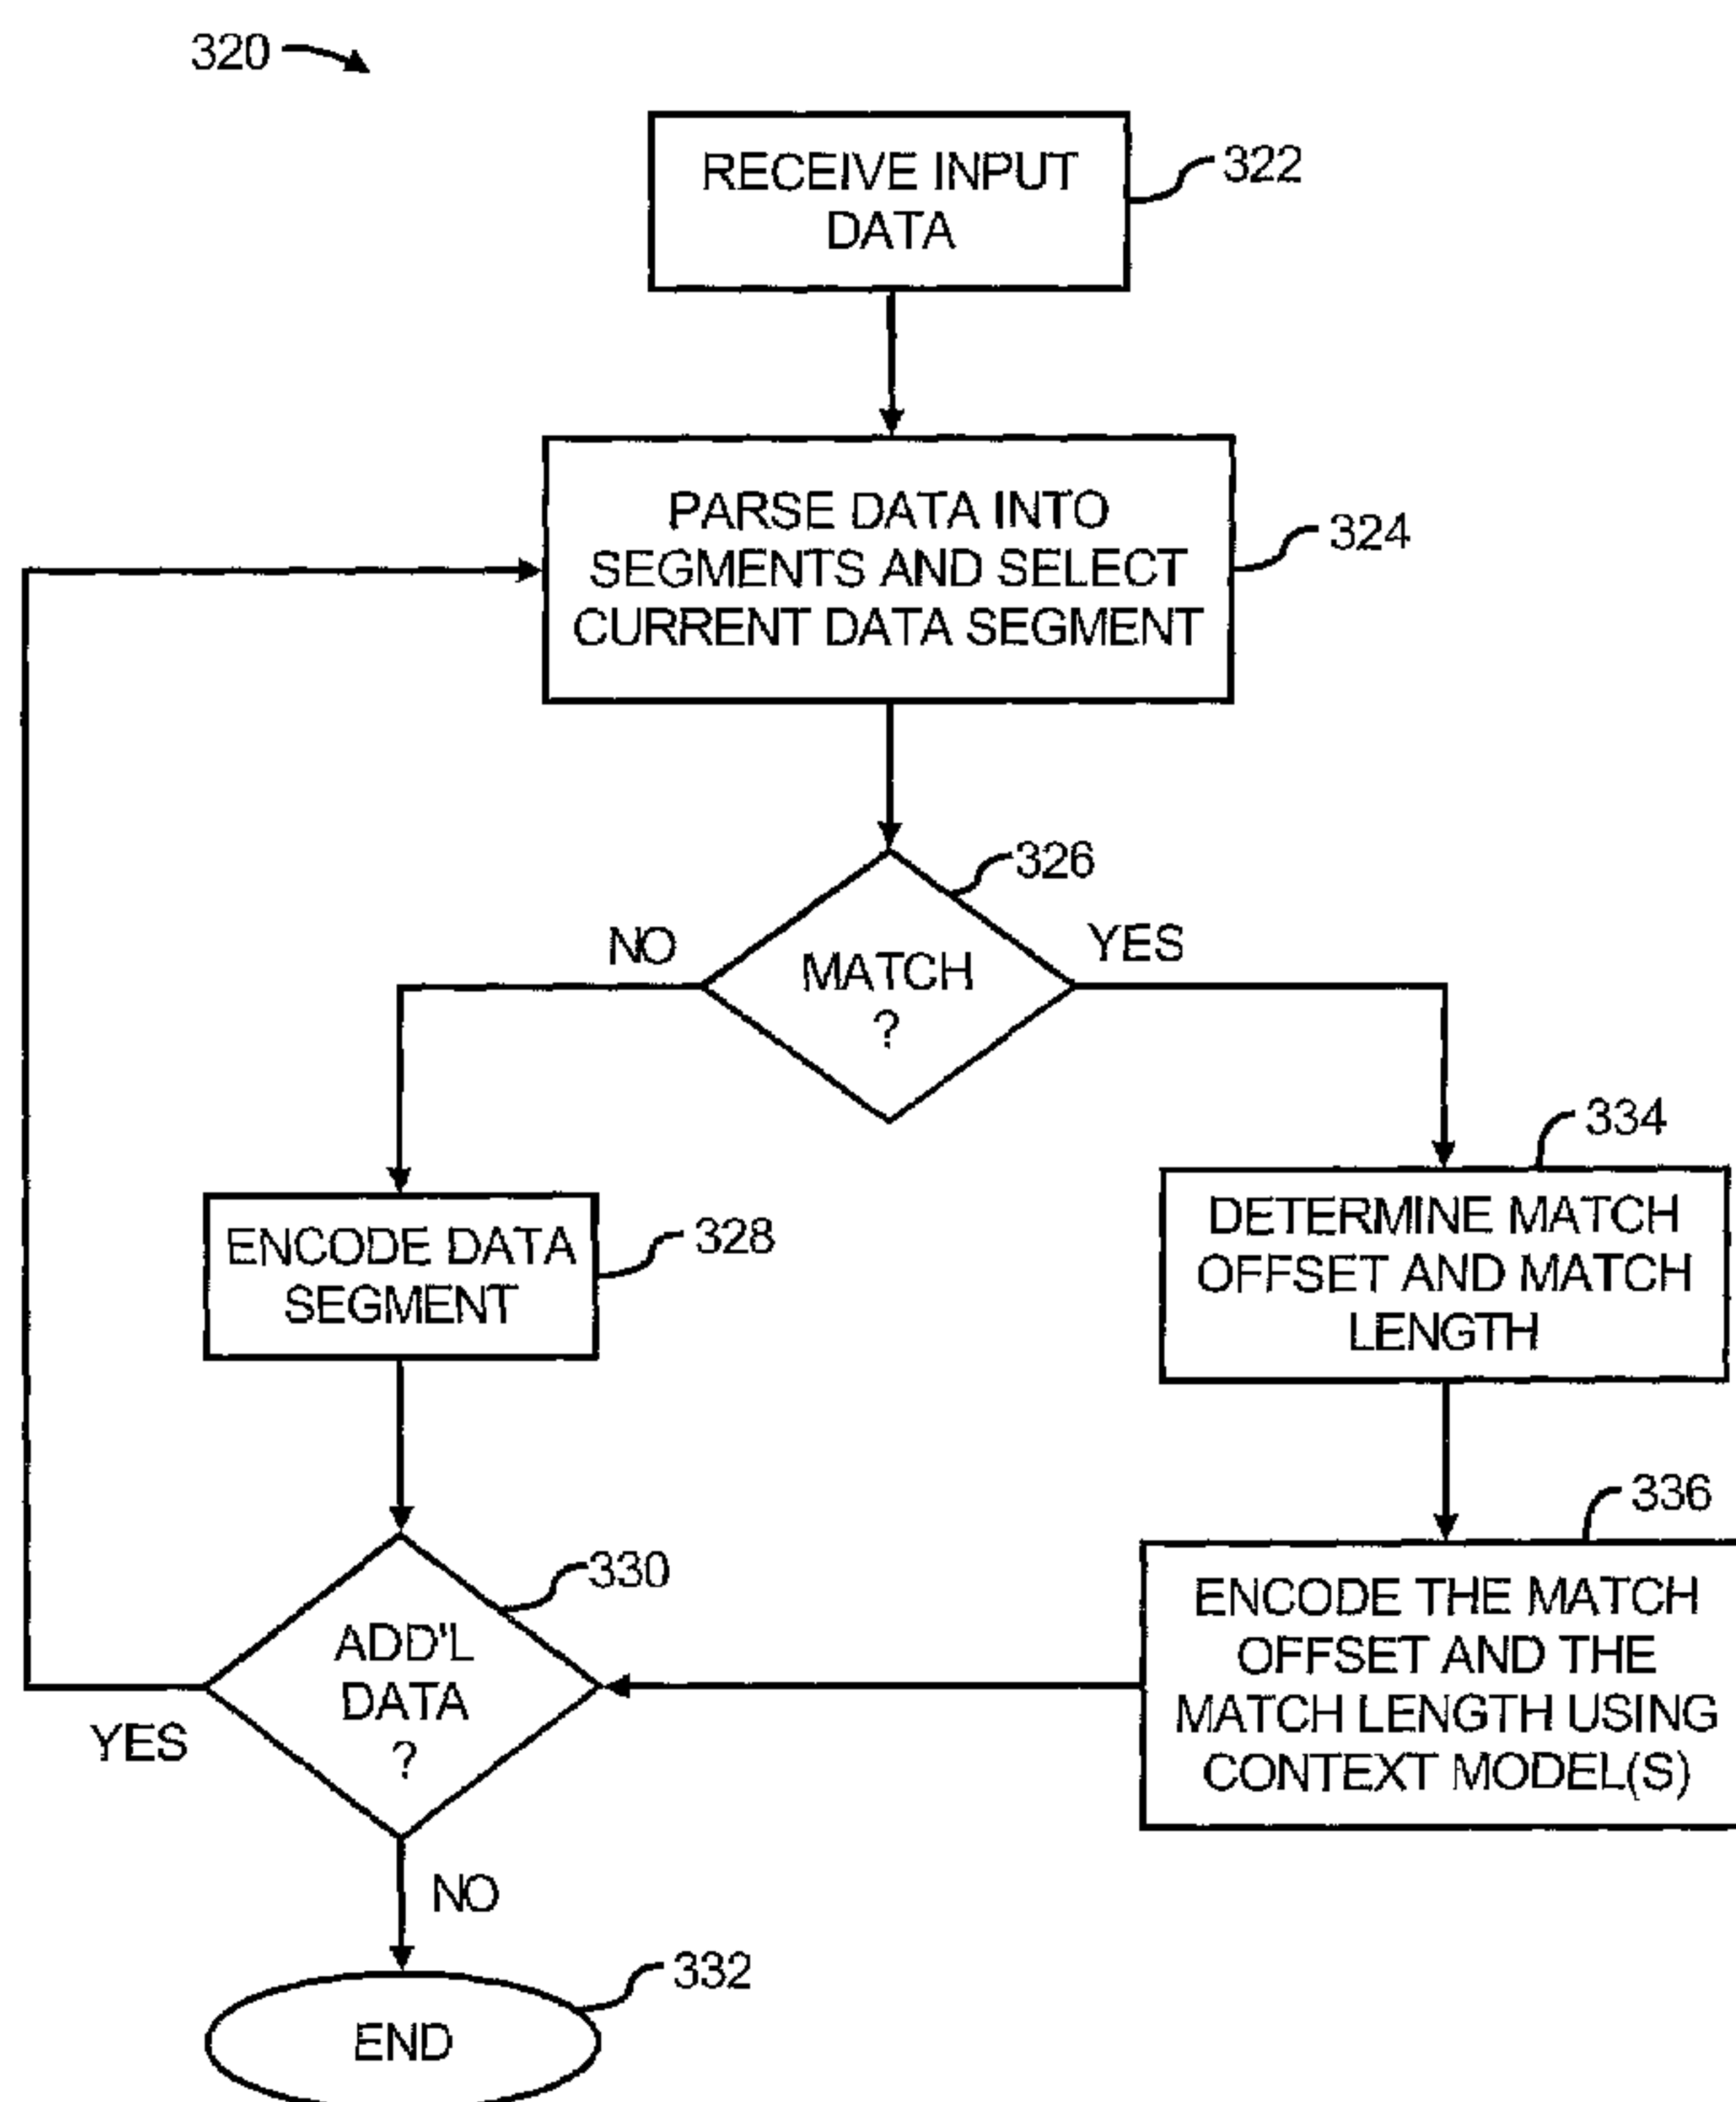 320
RECEIVE INPUT
DATA
322
PARSE DATA INTO
SEGMENTS AND SELECT
CURRENT DATA SEGMENT
324
326
NO
MATCH
?
YES
334
DETERMINE MATCH
OFFSET AND MATCH
LENGTH
ENCODE DATA
SEGMENT
328
336
ENCODE THE MATCH
OFFSET AND THE
MATCH LENGTH USING
CONTEXT MODEL(S)
330
ADD'L
DATA
?
YES
NO
332
END